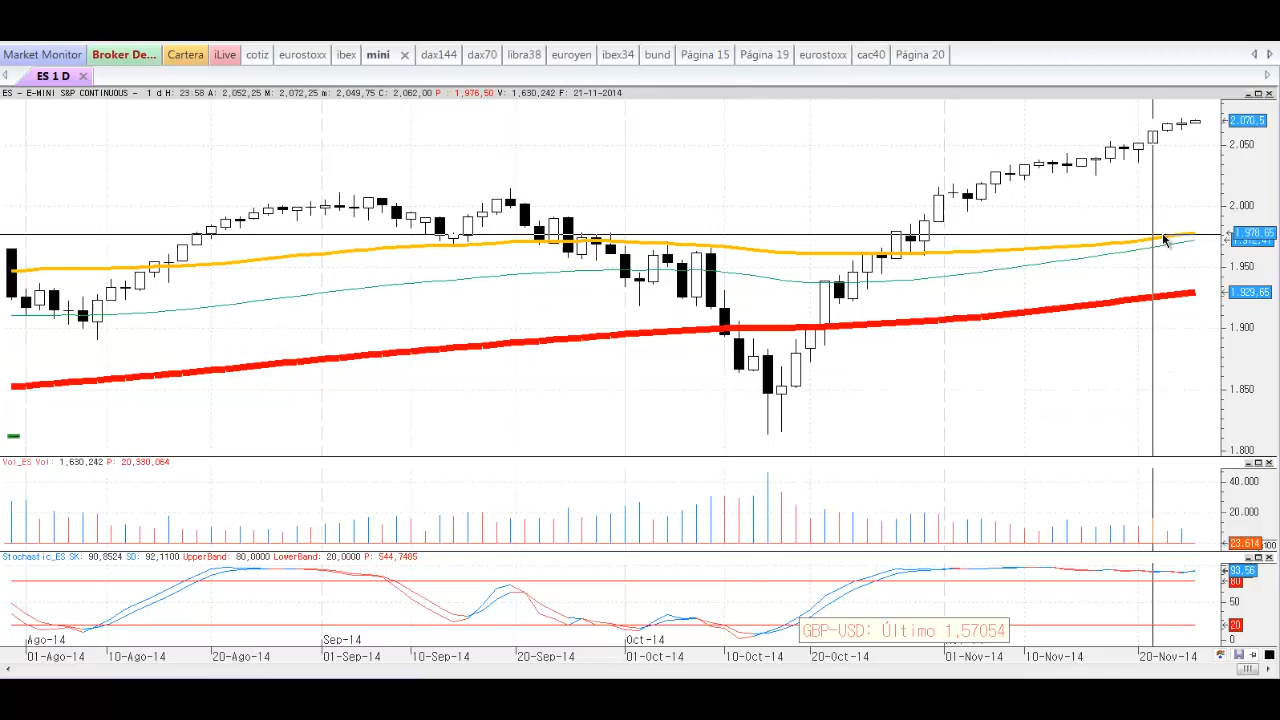 Market Monitor Broker De... Cartera iLive cotiz eurostoxx ibex mini dax144 dax70 libra38 euroyen ibex34 bund Página 15 Página 19 eurostoxx cac40 Página 20
ES 1 D
ES - E-MINI S&P CONTINUOUS - 1 d H: 23:58 A: 2,052,25 M: 2,072,25 m: 2,049,75 C: 2,062,00 P : 1,976,50 V: 1,630,242 F: 21-11-2014
2.070,5
2.050
2.000
1.978,65
1.950
1.929,65
1.900
1.850
1.800
Vol_ES Vol: 1,630,242 P: 20,330,064
40.000
20.000
23.614
Stochastic_ES SK: 90,8524 SD: 92,1100 UpperBand: 80,0000 LowerBand: 20,0000 P: 544,7485
93,56
80
50
20
0
GBP-USD: Último 1.57054
Ago-14 Sep-14 Oct-14
01-Ago-14 10-Ago-14 20-Ago-14 01-Sep-14 10-Sep-14 20-Sep-14 01-Oct-14 10-Oct-14 20-Oct-14 01-Nov-14 10-Nov-14 20-Nov-14